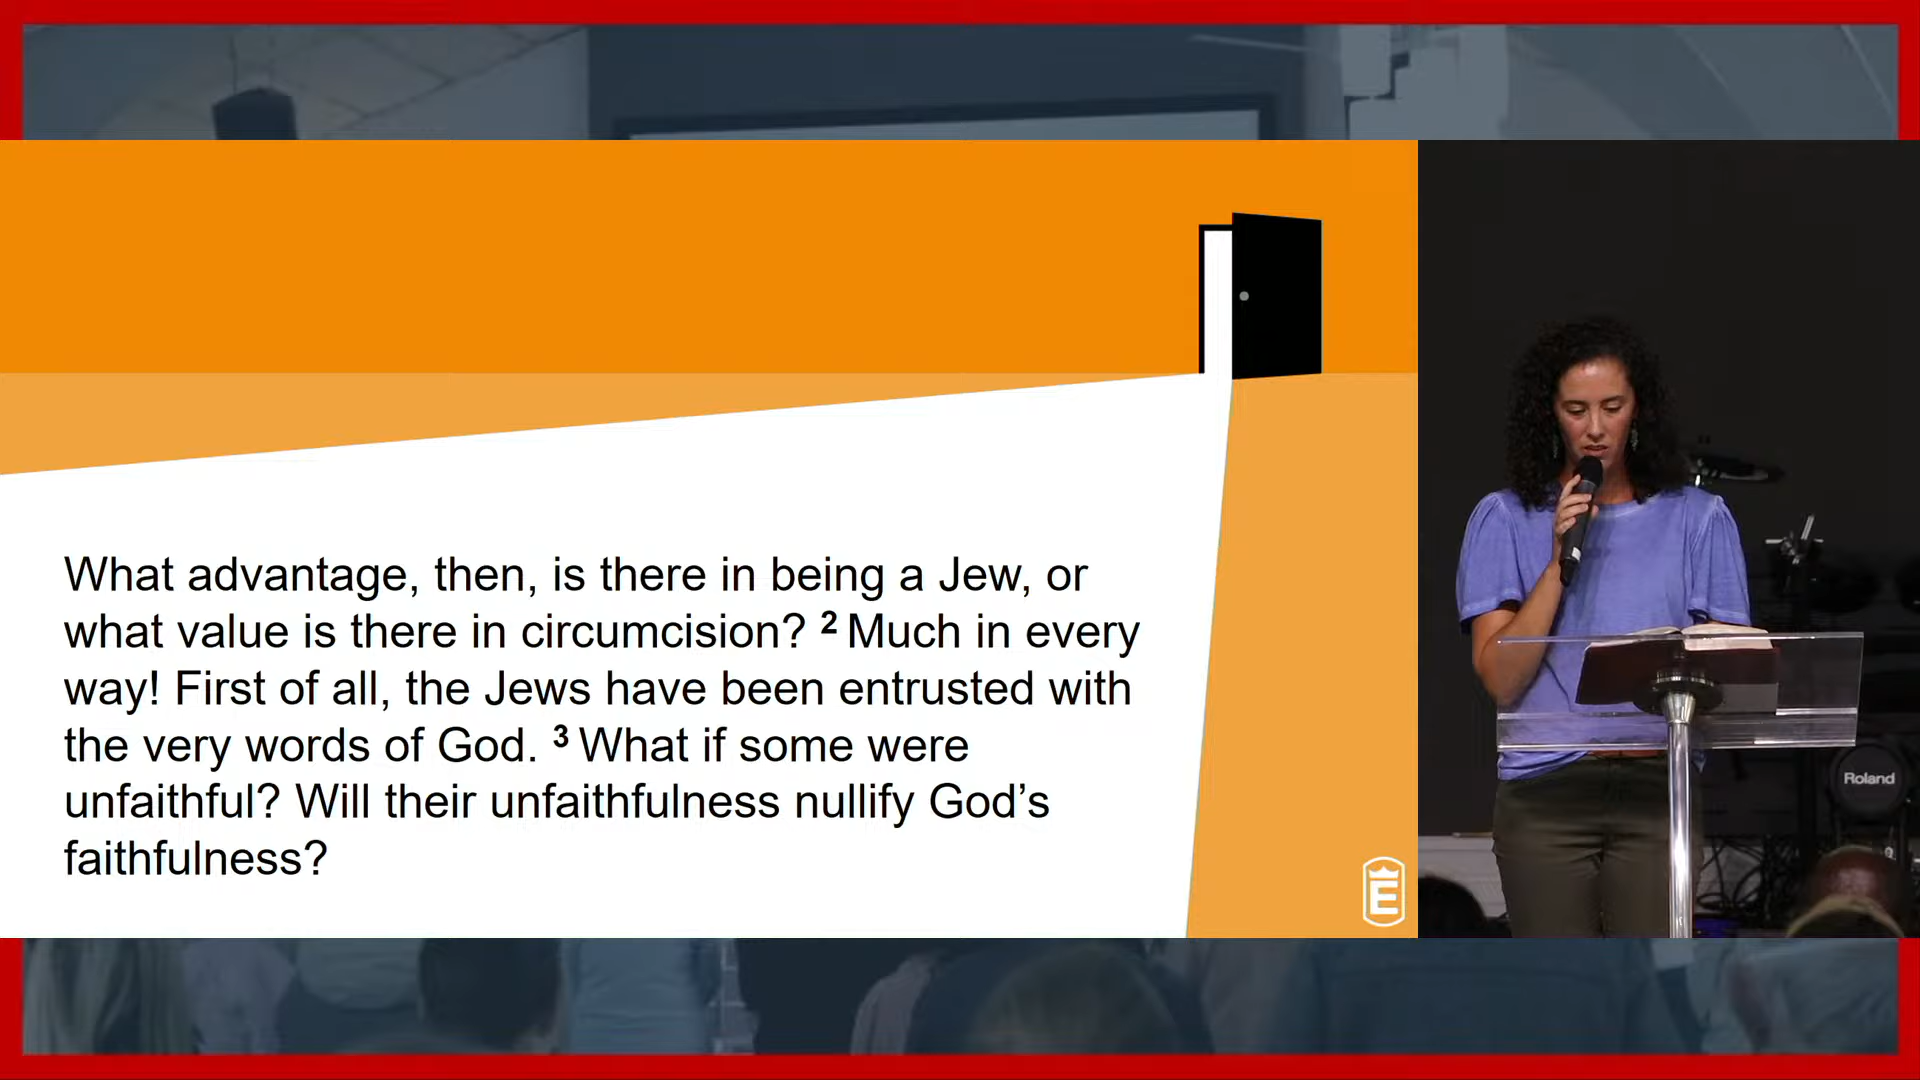 What advantage, then, is there in being a Jew, or
what value is there in circumcision? ² Much in every
way! First of all, the Jews have been entrusted with
the very words of God. ³ What if some were
unfaithful? Will their unfaithfulness nullify God’s
faithfulness?
E
Roland